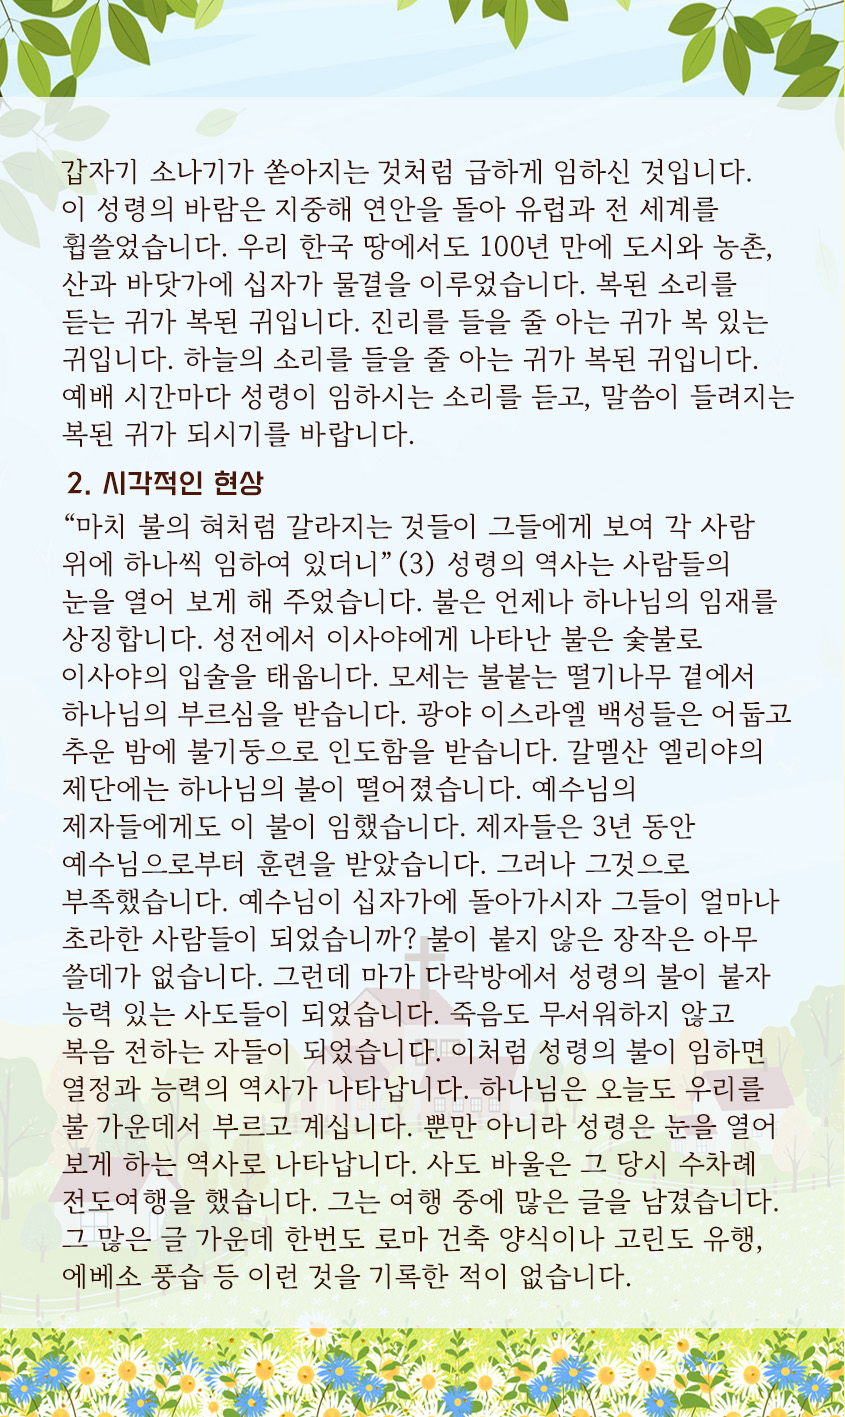 갑자기 소나기가 쏟아지는 것처럼 급하게 임하신 것입니다.
이 성령의 바람은 지중해 연안을 돌아 유럽과 전 세계를
휩쓸었습니다. 우리 한국 땅에서도 100년 만에 도시와 농촌,
산과 바닷가에 십자가 물결을 이루었습니다. 복된 소리를
듣는 귀가 복된 귀입니다. 진리를 들을 줄 아는 귀가 복 있는
귀입니다. 하늘의 소리를 들을 줄 아는 귀가 복된 귀입니다.
예배 시간마다 성령이 임하시는 소리를 듣고, 말씀이 들려지는
복된 귀가 되시기를 바랍니다.
2. 시각적인 현상
“마치 불의 혀처럼 갈라지는 것들이 그들에게 보여 각 사람
위에 하나씩 임하여 있더니”(3) 성령의 역사는 사람들의
눈을 열어 보게 해 주었습니다. 불은 언제나 하나님의 임재를
상징합니다. 성전에서 이사야에게 나타난 불은 숯불로
이사야의 입술을 태웁니다. 모세는 불붙는 떨기나무 곁에서
하나님의 부르심을 받습니다. 광야 이스라엘 백성들은 어둡고
추운 밤에 불기둥으로 인도함을 받습니다. 갈멜산 엘리야의
제단에는 하나님의 불이 떨어졌습니다. 예수님의
제자들에게도 이 불이 임했습니다. 제자들은 3년 동안
예수님으로부터 훈련을 받았습니다. 그러나 그것으로
부족했습니다. 예수님이 십자가에 돌아가시자 그들이 얼마나
초라한 사람들이 되었습니까? 불이 붙지 않은 장작은 아무
쓸데가 없습니다. 그런데 마가 다락방에서 성령의 불이 붙자
능력 있는 사도들이 되었습니다. 죽음도 무서워하지 않고
복음 전하는 자들이 되었습니다. 이처럼 성령의 불이 임하면
열정과 능력의 역사가 나타납니다. 하나님은 오늘도 우리를
불 가운데서 부르고 계십니다. 뿐만 아니라 성령은 눈을 열어
보게 하는 역사로 나타납니다. 사도 바울은 그 당시 수차례
전도여행을 했습니다. 그는 여행 중에 많은 글을 남겼습니다.
그 많은 글 가운데 한번도 로마 건축 양식이나 고린도 유행,
에베소 풍습 등 이런 것을 기록한 적이 없습니다.